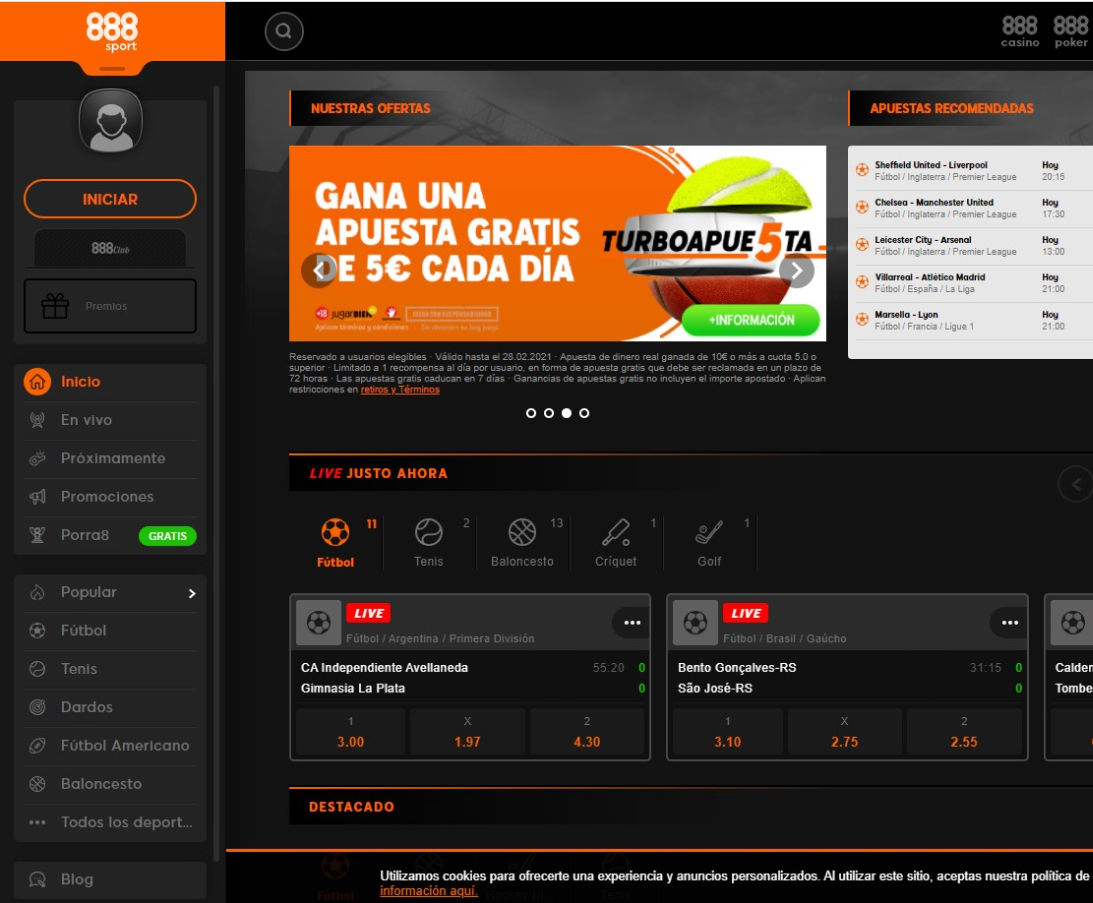 888
sport
888
casino
888
poker
INICIAR
888Club
Premios
Inicio
En vivo
Próximamente
Promociones
Porra8 GRATIS
Popular
Fútbol
Tenis
Dardos
Fútbol Americano
Baloncesto
Todos los deport...
Blog
NUESTRAS OFERTAS
GANA UNA
APUESTA GRATIS
DE 5€ CADA DÍA
TURBOAPUE5TA
+18 jugarBIEN
Aplican términos y condiciones
+INFORMACIÓN
Reservado a usuarios elegibles · Válido hasta el 28.02.2021 · Apuesta de dinero real ganada de 10€ o más a cuota 5.0 o
superior · Limitado a 1 recompensa al día por usuario, en forma de apuesta gratis que debe ser reclamada en un plazo de
72 horas · Las apuestas gratis caducan en 7 días · Ganancias de apuestas gratis no incluyen el importe apostado · Aplican
restricciones en retiros y Términos
APUESTAS RECOMENDADAS
Sheffield United - Liverpool Hoy
Fútbol / Inglaterra / Premier League 20:15
Chelsea - Manchester United Hoy
Fútbol / Inglaterra / Premier League 17:30
Leicester City - Arsenal Hoy
Fútbol / Inglaterra / Premier League 13:00
Villarreal - Atlético Madrid Hoy
Fútbol / España / La Liga 21:00
Marsella - Lyon Hoy
Fútbol / Francia / Ligue 1 21:00
LIVE JUSTO AHORA
11 2 13 1 1
Fútbol Tenis Baloncesto Críquet Golf
LIVE
Fútbol / Argentina / Primera División
CA Independiente Avellaneda 55:20 0
Gimnasia La Plata 0
1 X 2
3.00 1.97 4.30
LIVE
Fútbol / Brasil / Gaúcho
Bento Gonçalves-RS 31:15 0
São José-RS 0
1 X 2
3.10 2.75 2.55
Calden
Tombe
DESTACADO
Fútbol
Utilizamos cookies para ofrecerte una experiencia y anuncios personalizados. Al utilizar este sitio, aceptas nuestra política de
información aquí.